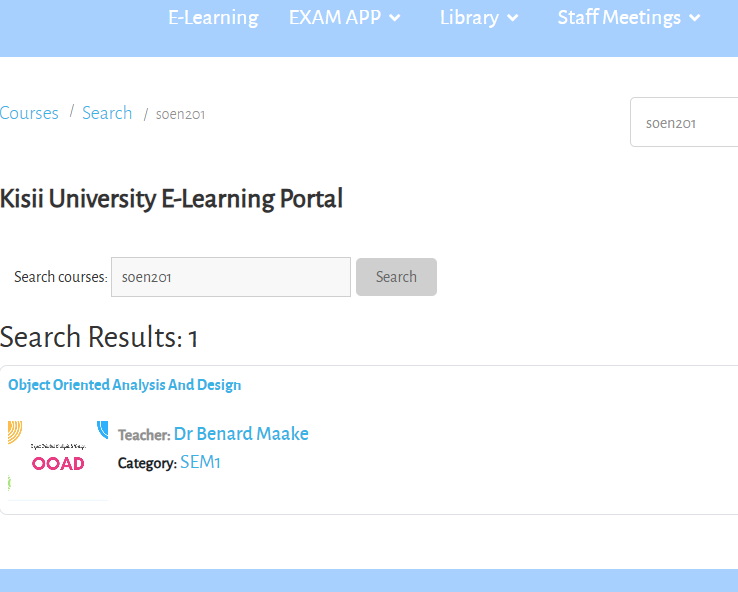 E-Learning EXAM APP Library Staff Meetings
Courses / Search / soen201
soen201
Kisii University E-Learning Portal
Search courses: soen201 Search
Search Results: 1
Object Oriented Analysis And Design
OOAD
Teacher: Dr Benard Maake
Category: SEM1